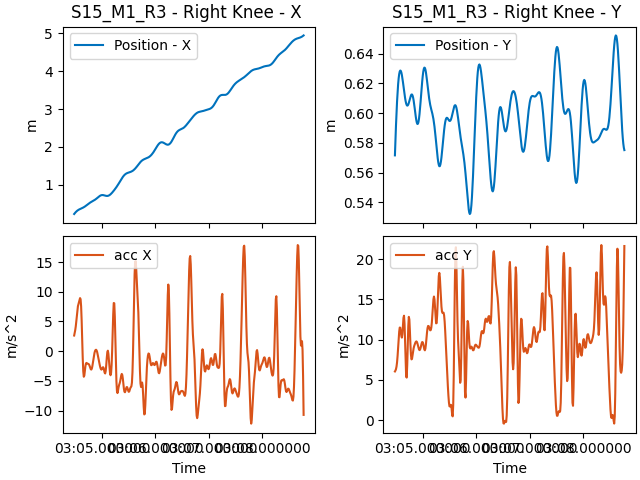 S15_M1_R3 - Right Knee - X
S15_M1_R3 - Right Knee - Y
Position - X
Position - Y
m
5
4
3
2
1
m
0.64
0.62
0.60
0.58
0.56
0.54
acc X
acc Y
m/s^2
15
10
5
0
−5
−10
m/s^2
20
15
10
5
0
Time
Time